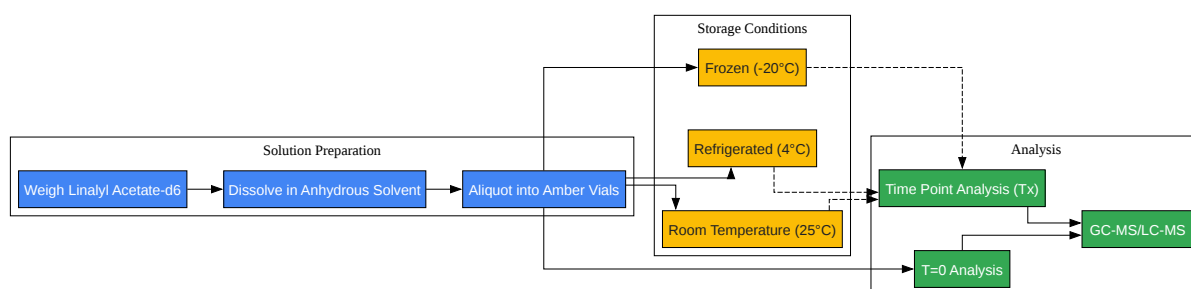 Storage Conditions
Frozen (-20°C)
Solution Preparation
Refrigerated (4°C)
Analysis
Weigh Linalyl Acetate-d6
Dissolve in Anhydrous Solvent
Aliquot into Amber Vials
Time Point Analysis (Tx)
Room Temperature (25°C)
GC-MS/LC-MS
T=0 Analysis